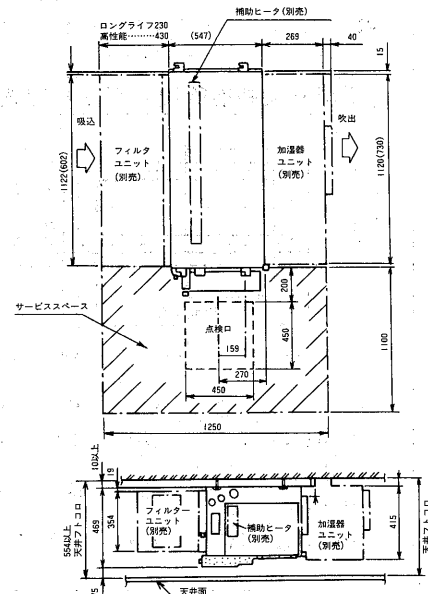 補助ヒータ(別売)
ロングライフ230
高性能………430
(547)
269
40
15
吸込
フィルタ
ユニット
(別売)
加湿器
ユニット
(別売)
吹出
1122(602)
1120(730)
サービススペース
点検口
200
450
159
270
450
1100
1250
10以上
19
フィルター
ユニット
(別売)
補助ヒータ
(別売)
加湿器
ユニット
(別売)
554以上
天井フトコロ
469
354
415
天井フトコロ
天井面